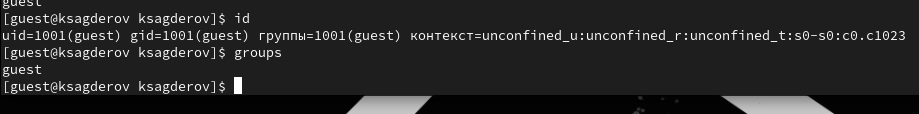 guest
[guest@ksagderov ksagderov]$ id
uid=1001(guest) gid=1001(guest) группы=1001(guest) контекст=unconfined_u:unconfined_r:unconfined_t:s0-s0:c0.c1023
[guest@ksagderov ksagderov]$ groups
guest
[guest@ksagderov ksagderov]$